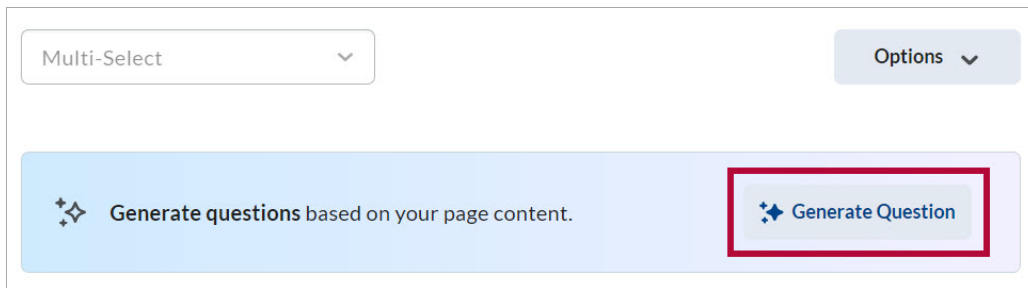 Multi-Select
Options
Generate questions based on your page content.
Generate Question